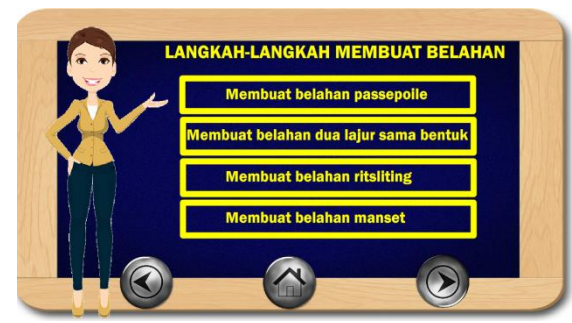 LANGKAH-LANGKAH MEMBUAT BELAHAN
Membuat belahan passepoile
Membuat belahan dua lajur sama bentuk
Membuat belahan ritsliting
Membuat belahan manset